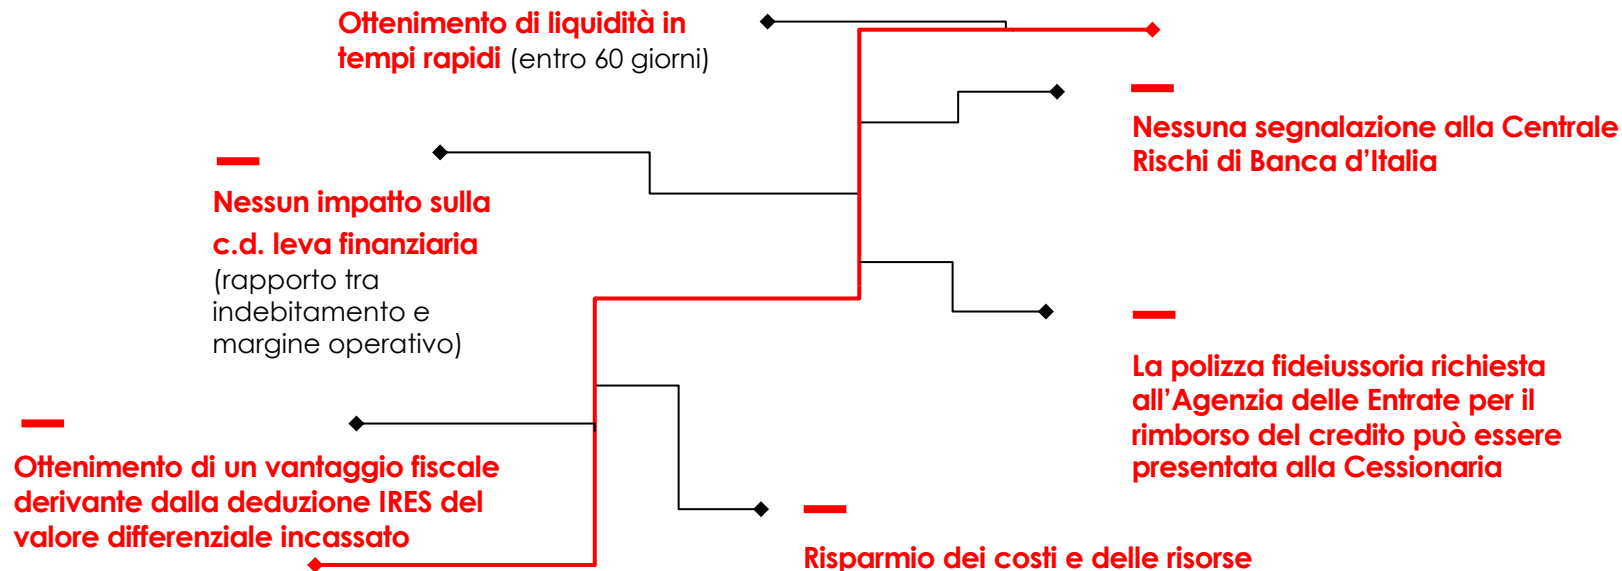 Ottenimento di liquidità in
tempi rapidi (entro 60 giorni)
Nessuna segnalazione alla Centrale
Rischi di Banca d’Italia
Nessun impatto sulla
c.d. leva finanziaria
(rapporto tra
indebitamento e
margine operativo)
La polizza fideiussoria richiesta
all’Agenzia delle Entrate per il
rimborso del credito può essere
presentata alla Cessionaria
Ottenimento di un vantaggio fiscale
derivante dalla deduzione IRES del
valore differenziale incassato
Risparmio dei costi e delle risorse